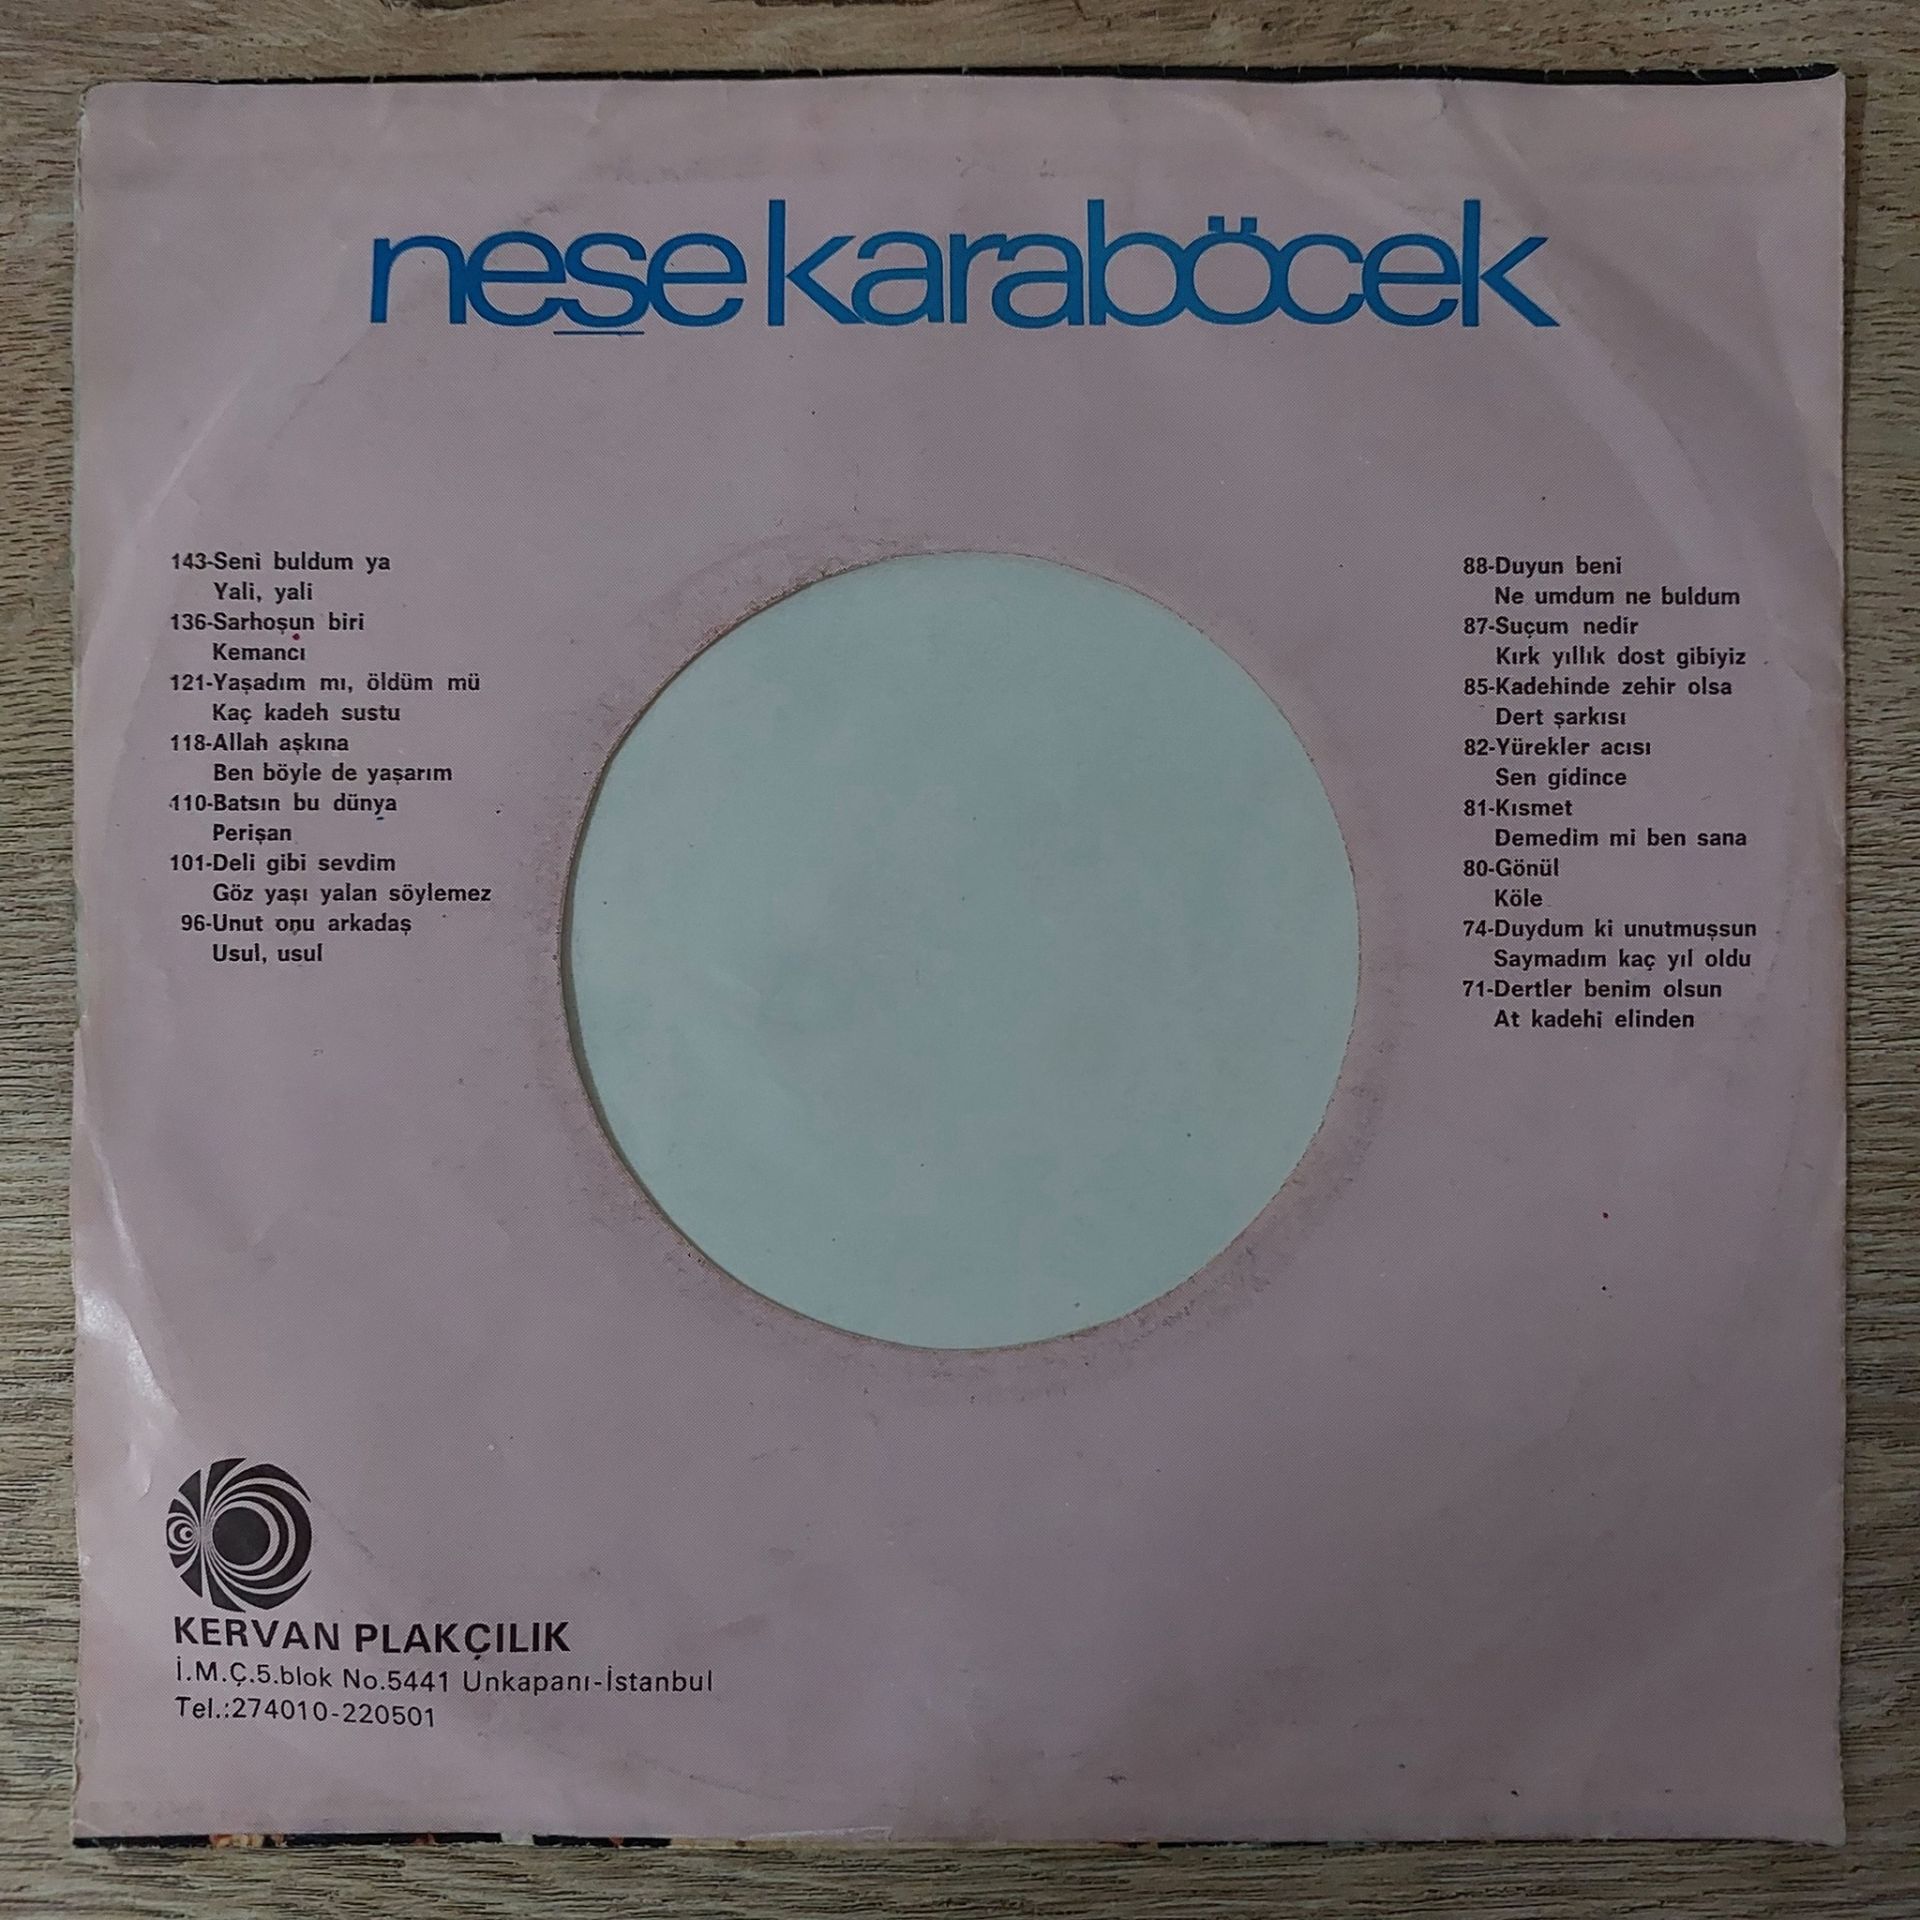 neşe karaböcek
143-Seni buldum ya
Yali, yali
136-Sarhoşun biri
Kemancı
121-Yaşadım mı, öldüm mü
Kaç kadeh sustu
118-Allah aşkına
Ben böyle de yaşarım
110-Batsın bu dünya
Perişan
101-Deli gibi sevdim
Göz yaşı yalan söylemez
96-Unut onu arkadaş
Usul, usul
88-Duyun beni
Ne umdum ne buldum
87-Suçum nedir
Kırk yıllık dost gibiyiz
85-Kadehinde zehir olsa
Dert şarkısı
82-Yürekler acısı
Sen gidince
81-Kısmet
Demedim mi ben sana
80-Gönül
Köle
74-Duydum ki unutmuşsun
Saymadım kaç yıl oldu
71-Dertler benim olsun
At kadehi elinden
KERVAN PLAKÇILIK
İ.M.Ç.5.blok No.5441 Unkapanı-İstanbul
Tel.:274010-220501